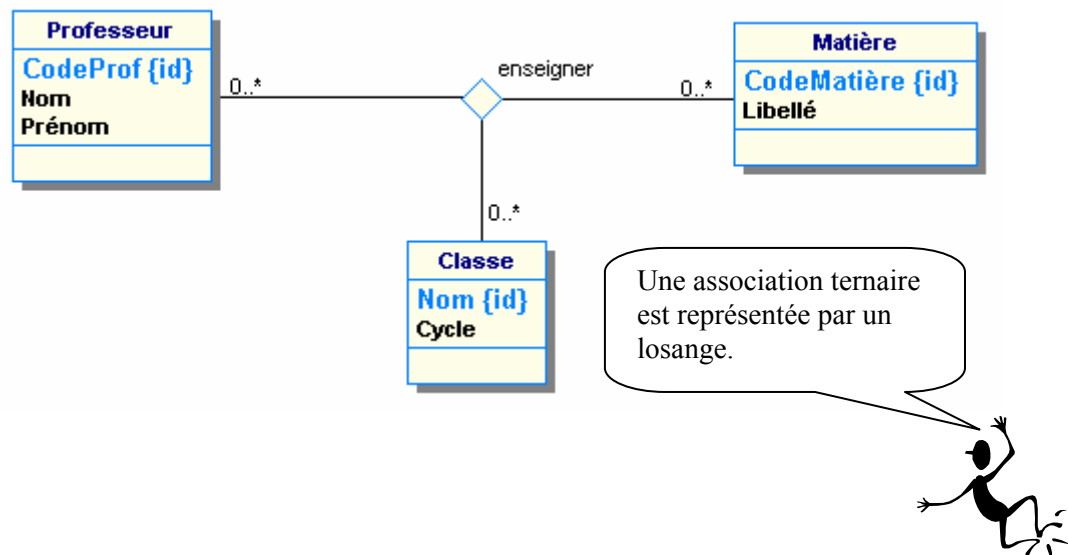 Professeur
CodeProf {id}
Nom
Prénom
0..*
enseigner
0..*
Matière
CodeMatière {id}
Libellé
0..*
Classe
Nom {id}
Cycle
Une association ternaire
est représentée par un
losange.